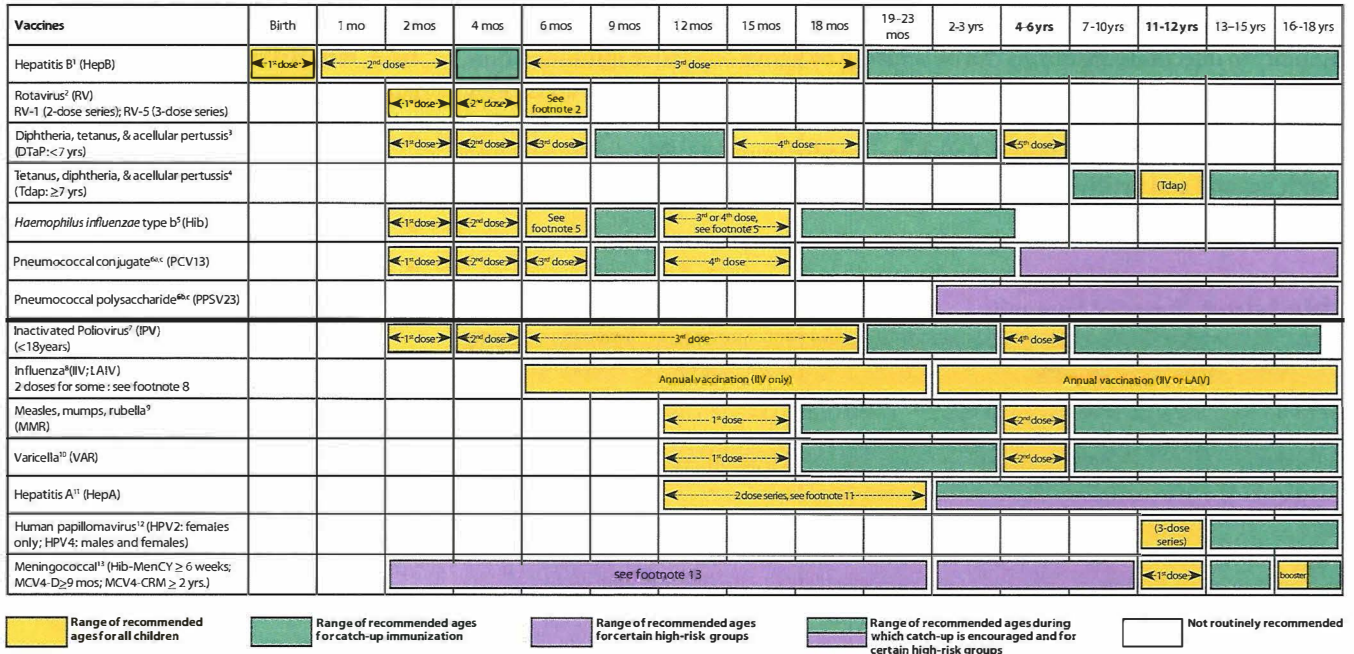 Vaccines Birth 1 mo 2 mos 4 mos 6 mos 9 mos 12 mos 15 mos 18 mos 19–23 mos 2-3 yrs 4-6yrs 7-10yrs 11-12yrs 13–15 yrs 16-18 yrs
Hepatitis B¹ (HepB) 1st dose 2nd dose 3rd dose
Rotavirus² (RV)
RV-1 (2-dose series); RV-5 (3-dose series) 1st dose 2nd dose See footnote 2
Diphtheria, tetanus, & acellular pertussis³
(DTaP:<7 yrs) 1st dose 2nd dose 3rd dose 4th dose 5th dose
Tetanus, diphtheria, & acellular pertussis⁴
(Tdap: ≥7 yrs) (Tdap)
Haemophilus influenzae type b⁵ (Hib) 1st dose 2nd dose See footnote 5 3rd or 4th dose, see footnote 5
Pneumococcal conjugate⁶ᵃ,ᶜ (PCV13) 1st dose 2nd dose 3rd dose 4th dose
Pneumococcal polysaccharide⁶ᵇ,ᶜ (PPSV23)
Inactivated Poliovirus⁷ (IPV)
(<18years) 1st dose 2nd dose 3rd dose 4th dose
Influenza⁸(IIV; LAIV)
2 doses for some : see footnote 8 Annual vaccination (IIV only) Annual vaccination (IIV or LAIV)
Measles, mumps, rubella⁹
(MMR) 1st dose 2nd dose
Varicella¹⁰ (VAR) 1st dose 2nd dose
Hepatitis A¹¹ (HepA) 2 dose series, see footnote 11
Human papillomavirus¹² (HPV2: females
only; HPV4: males and females) (3-dose series)
Meningococcal¹³ (Hib-MenCY ≥ 6 weeks;
MCV4-D≥9 mos; MCV4-CRM ≥ 2 yrs.) see footnote 13 1st dose booster
Range of recommended
ages for all children
Range of recommended ages
for catch-up immunization
Range of recommended ages
for certain high-risk groups
Range of recommended ages during
which catch-up is encouraged and for
certain high-risk groups
Not routinely recommended